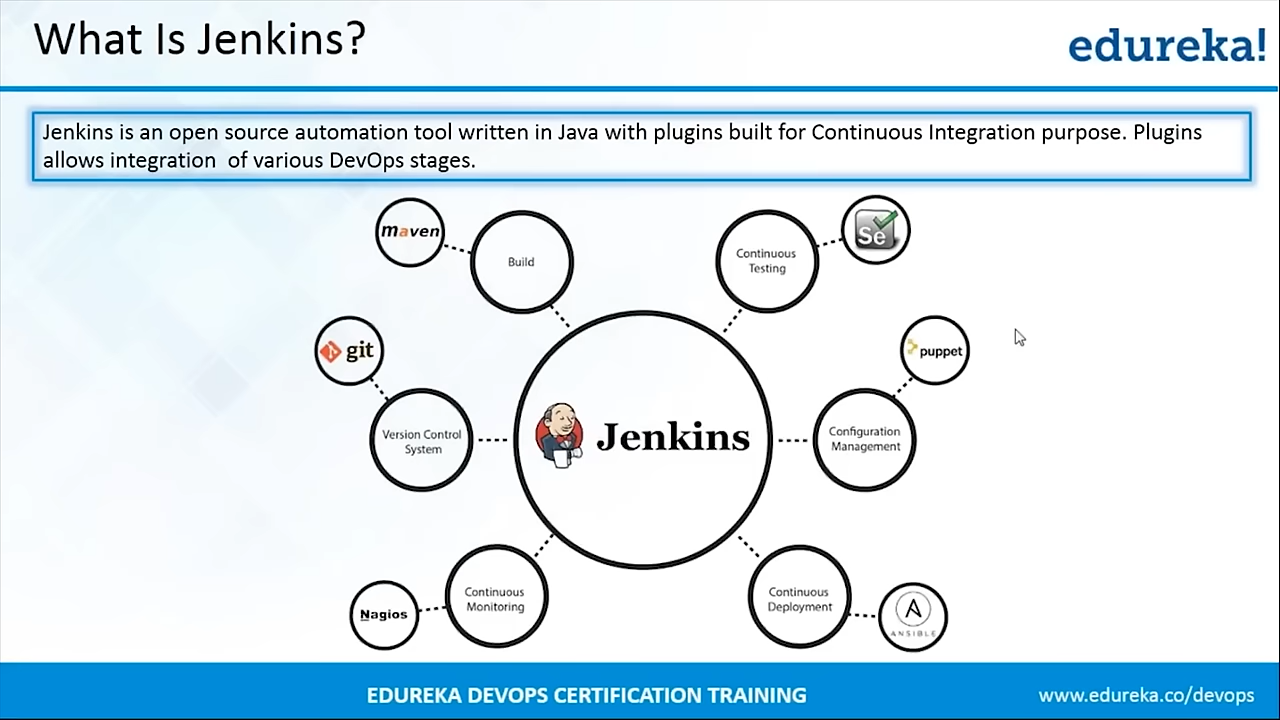 What Is Jenkins?
edureka!
Jenkins is an open source automation tool written in Java with plugins built for Continuous Integration purpose. Plugins
allows integration of various DevOps stages.
maven
Build
Continuous
Testing
Se
git
puppet
Version Control
System
Jenkins
Configuration
Management
Continuous
Monitoring
Nagios
Continuous
Deployment
ANSIBLE
EDUREKA DEVOPS CERTIFICATION TRAINING
www.edureka.co/devops